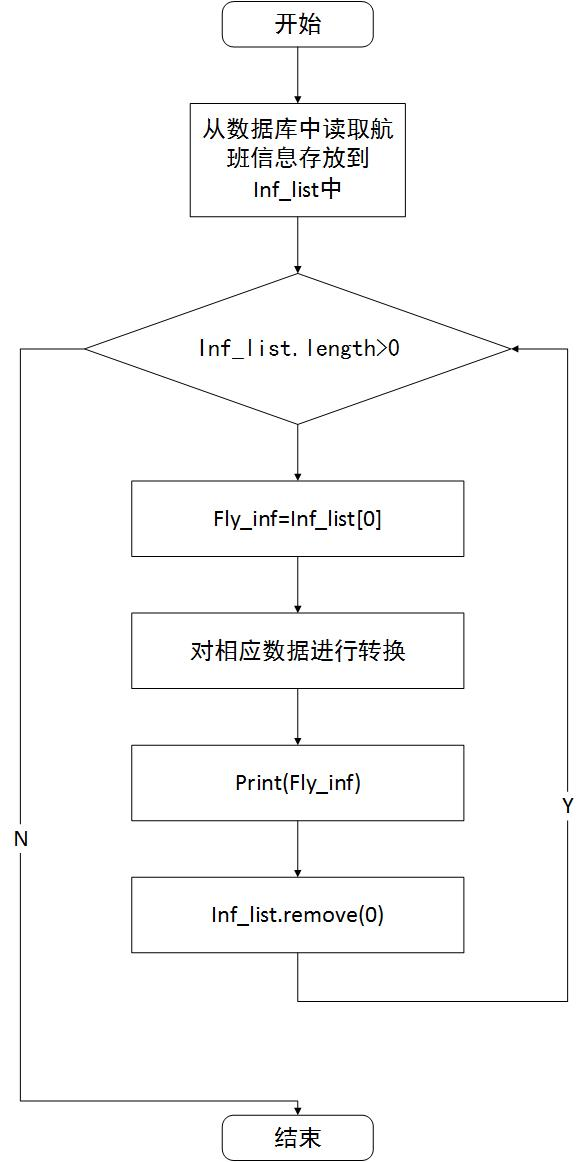 开始
从数据库中读取航
班信息存放到
Inf_list中
Inf_list.length>0
Fly_inf=Inf_list[0]
对相应数据进行转换
Print(Fly_inf)
Y
N
Inf_list.remove(0)
结束